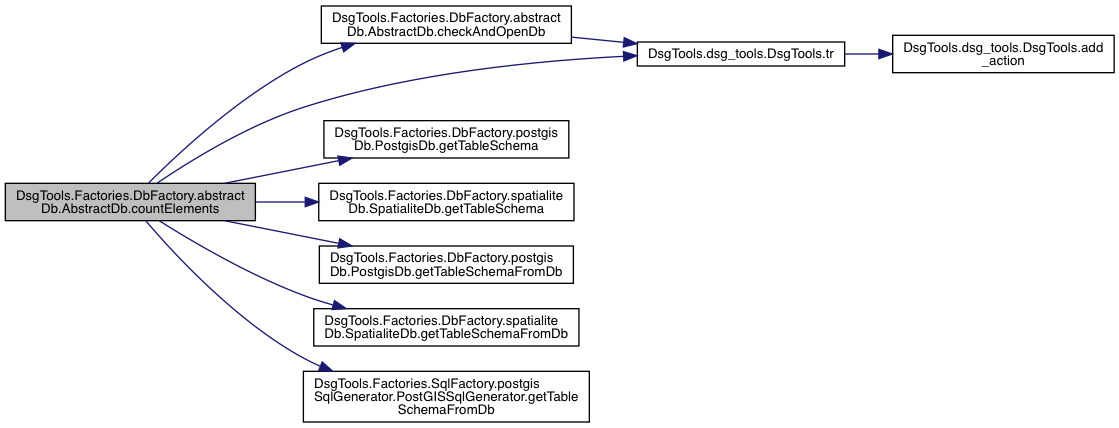 DsgTools.Factories.DbFactory.abstract
Db.AbstractDb.checkAndOpenDb
DsgTools.dsg_tools.DsgTools.tr
DsgTools.dsg_tools.DsgTools.add
_action
DsgTools.Factories.DbFactory.postgis
Db.PostgisDb.getTableSchema
DsgTools.Factories.DbFactory.abstract
Db.AbstractDb.countElements
DsgTools.Factories.DbFactory.spatialite
Db.SpatialiteDb.getTableSchema
DsgTools.Factories.DbFactory.postgis
Db.PostgisDb.getTableSchemaFromDb
DsgTools.Factories.DbFactory.spatialite
Db.SpatialiteDb.getTableSchemaFromDb
DsgTools.Factories.SqlFactory.postgis
SqlGenerator.PostGISSqlGenerator.getTable
SchemaFromDb